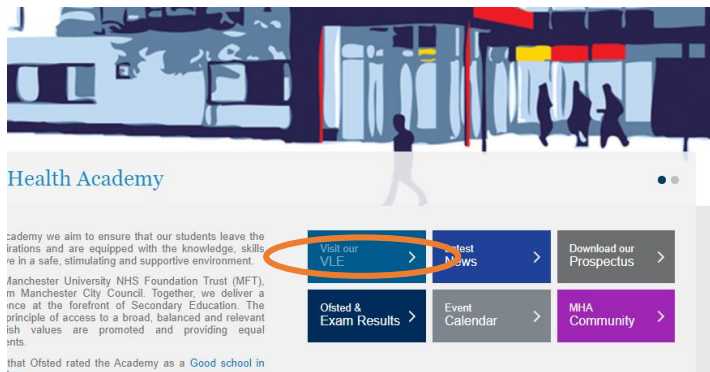 Health Academy
cademy we aim to ensure that our students leave the
irations and are equipped with the knowledge, skills
ve in a safe, stimulating and supportive environment.
Manchester University NHS Foundation Trust (MFT),
m Manchester City Council. Together, we deliver a
ence at the forefront of Secondary Education. The
principle of access to a broad, balanced and relevant
ish values are promoted and providing equal
ents.
that Ofsted rated the Academy as a Good school in
Visit our
VLE
Latest
News
Download our
Prospectus
Ofsted &
Exam Results
Event
Calendar
MHA
Community